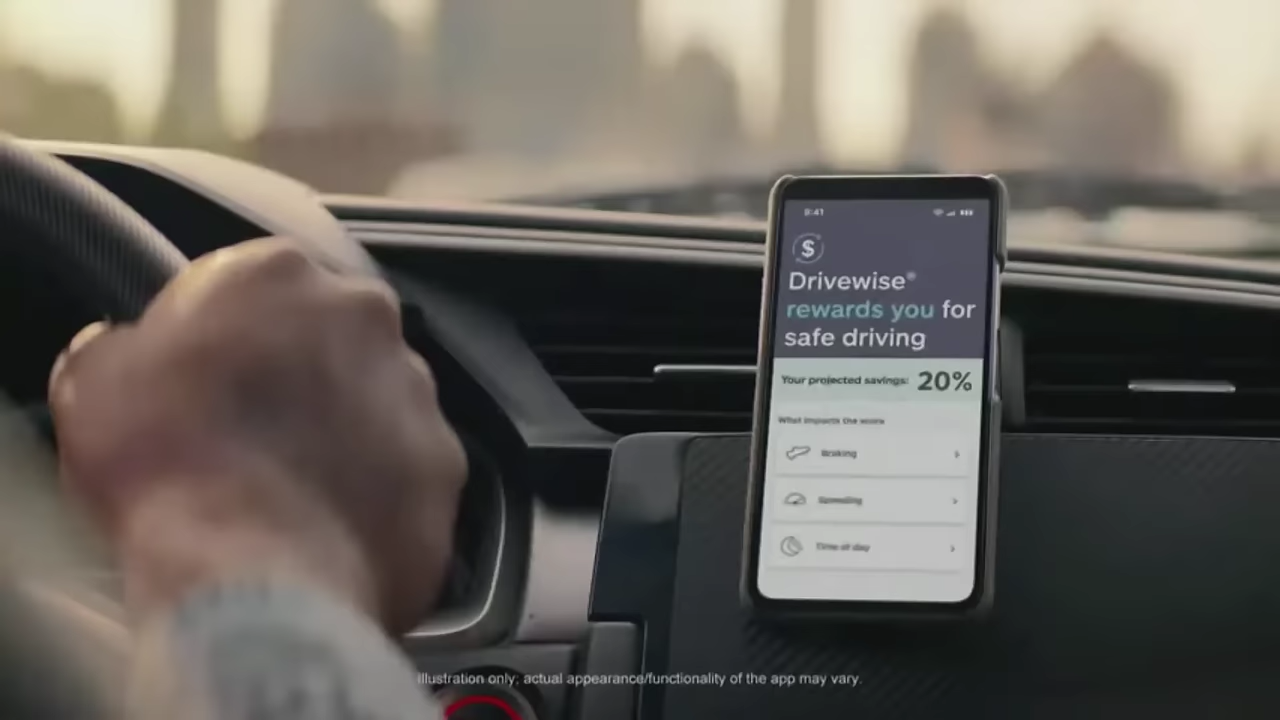 9:41
$
Drivewise®
rewards you for
safe driving
Your projected savings: 20%
What impacts the score
Braking
Speeding
Time of day
Illustration only; actual appearance/functionality of the app may vary.